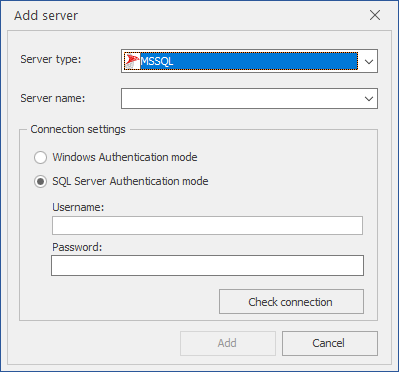 Add server
Server type: MSSQL
Server name:
Connection settings
Windows Authentication mode
SQL Server Authentication mode
Username:
Password:
Check connection
Add Cancel